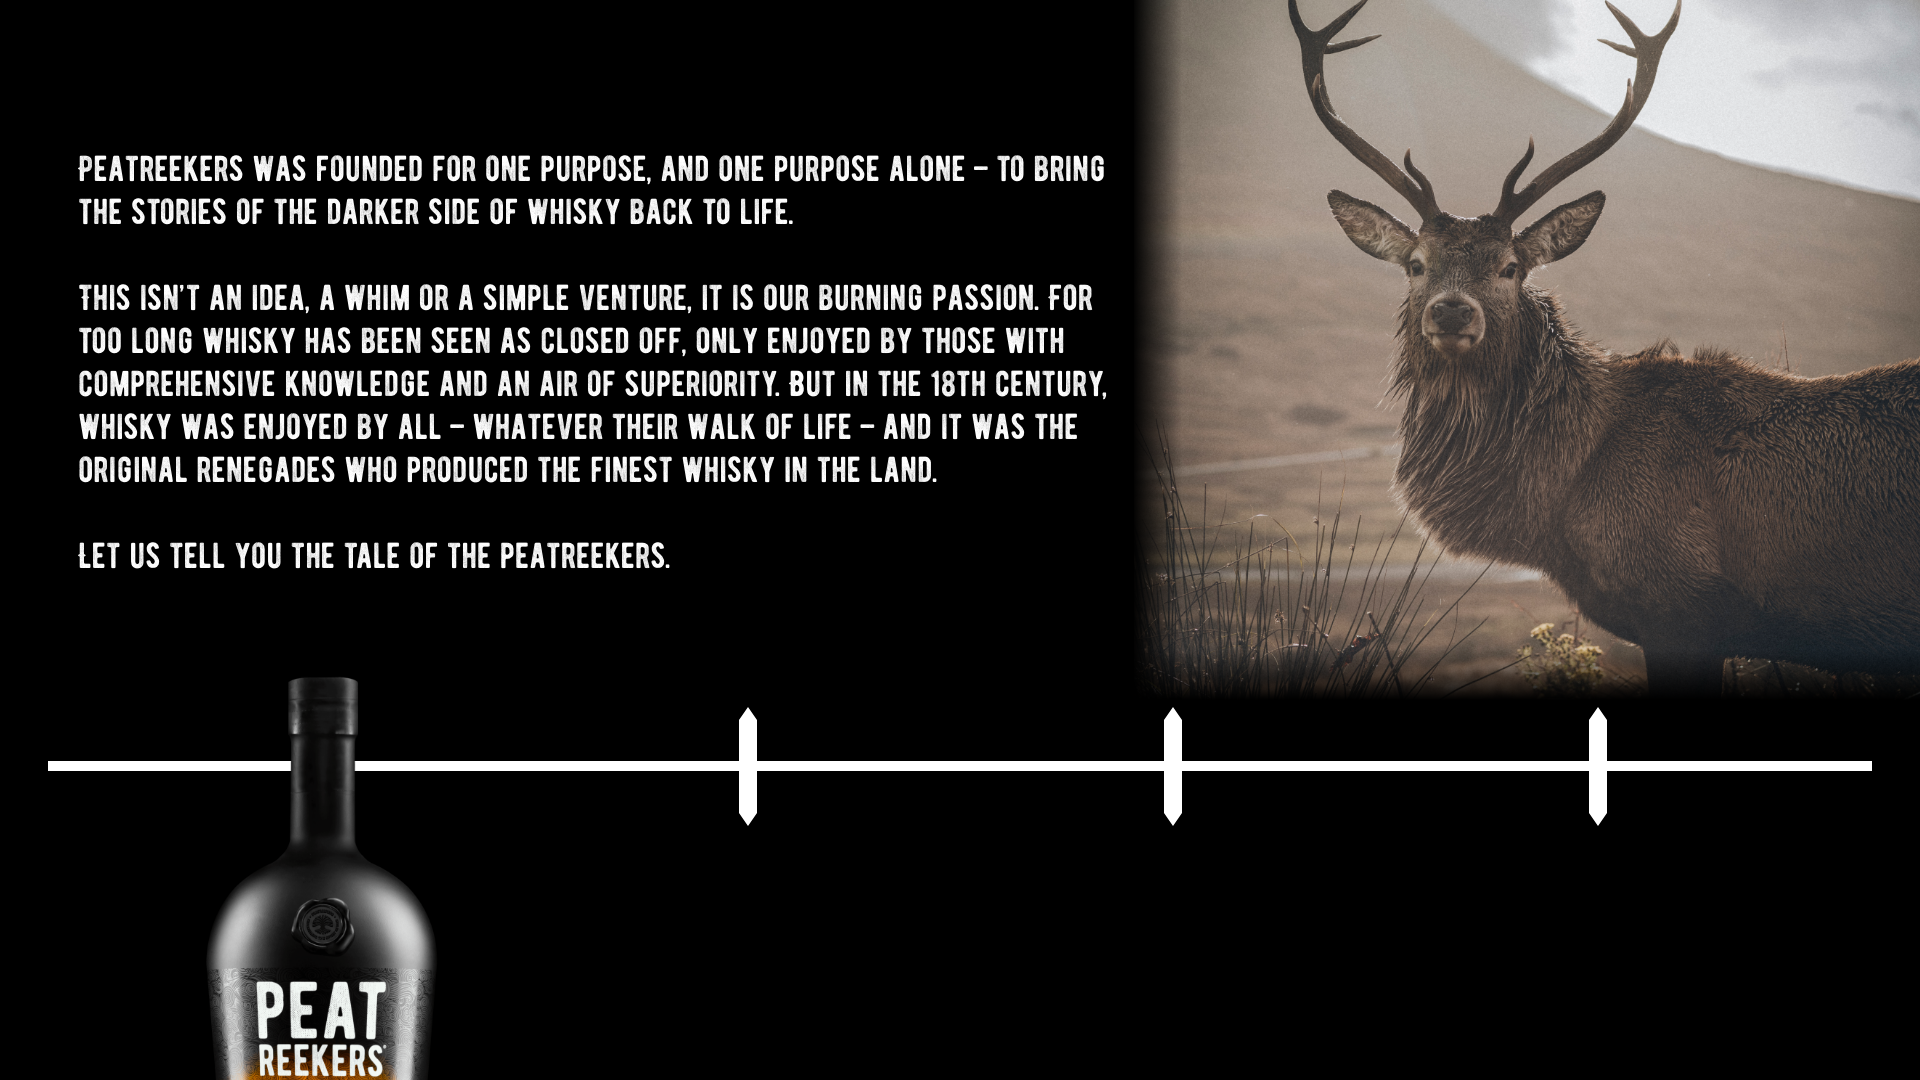 PEATREEKERS WAS FOUNDED FOR ONE PURPOSE, AND ONE PURPOSE ALONE – TO BRING
THE STORIES OF THE DARKER SIDE OF WHISKY BACK TO LIFE.
THIS ISN'T AN IDEA, A WHIM OR A SIMPLE VENTURE, IT IS OUR BURNING PASSION. FOR
TOO LONG WHISKY HAS BEEN SEEN AS CLOSED OFF, ONLY ENJOYED BY THOSE WITH
COMPREHENSIVE KNOWLEDGE AND AN AIR OF SUPERIORITY. BUT IN THE 18TH CENTURY,
WHISKY WAS ENJOYED BY ALL – WHATEVER THEIR WALK OF LIFE – AND IT WAS THE
ORIGINAL RENEGADES WHO PRODUCED THE FINEST WHISKY IN THE LAND.
LET US TELL YOU THE TALE OF THE PEATREEKERS.
PEAT
REEKERS